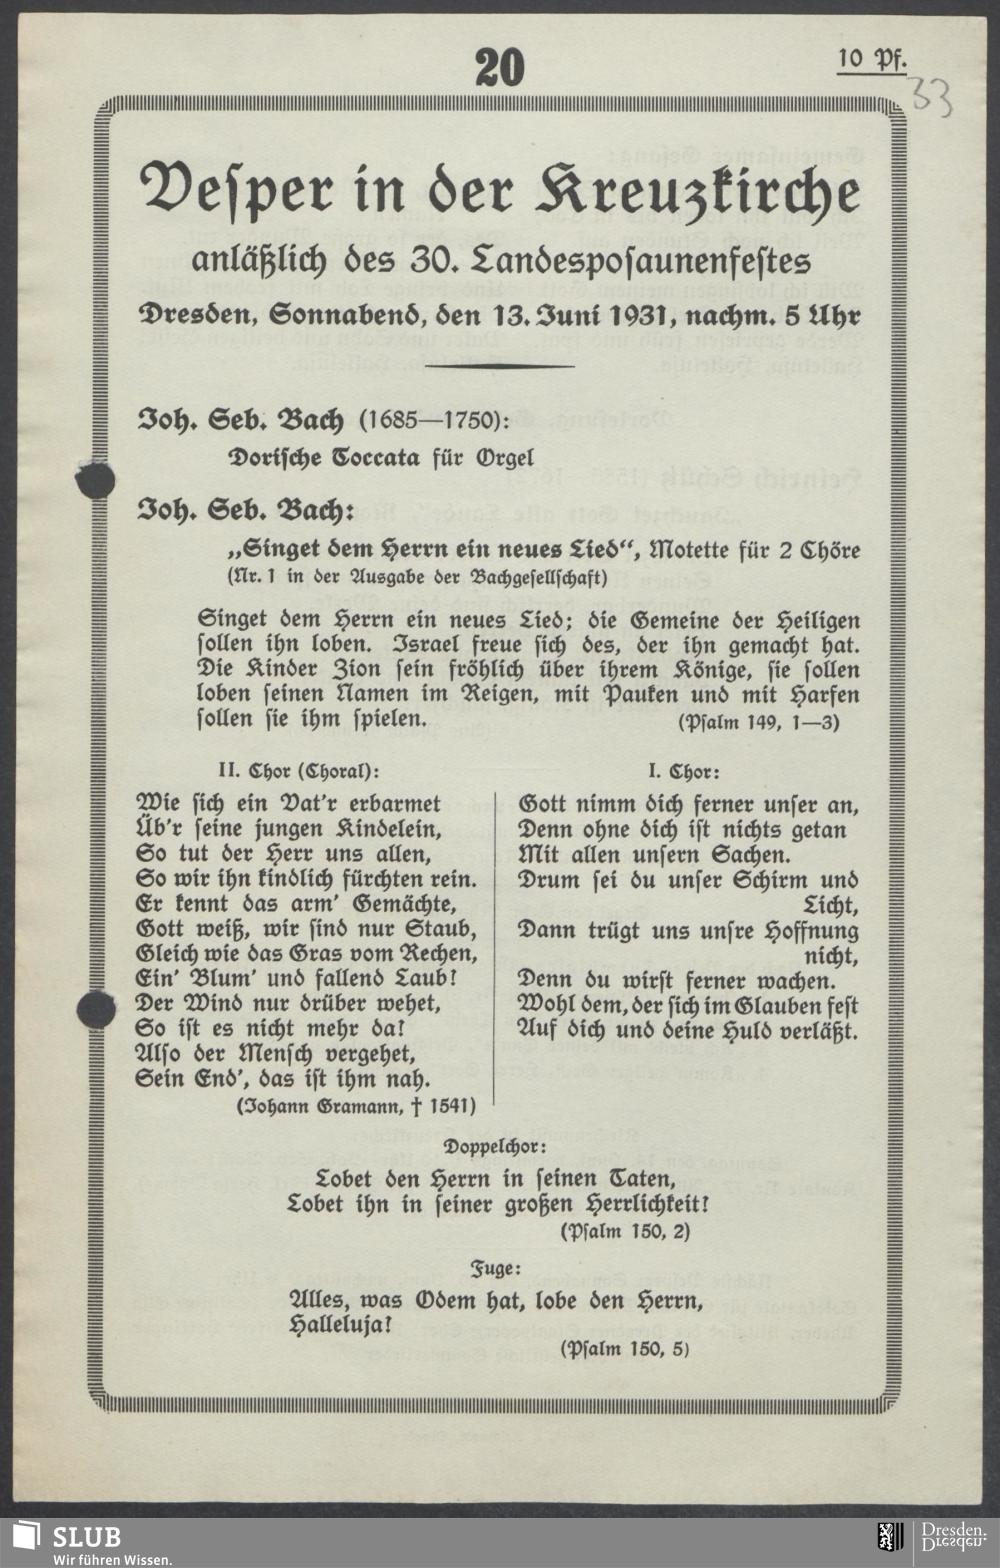 20
10 Pf.
33
Vesper in der Kreuzkirche
anläßlich des 30. Landesposaunenfestes
Dresden, Sonnabend, den 13. Juni 1931, nachm. 5 Uhr
Joh. Seb. Bach (1685—1750):
Dorische Toccata für Orgel
Joh. Seb. Bach:
„Singet dem Herrn ein neues Lied“, Motette für 2 Chöre
(Nr. 1 in der Ausgabe der Bachgesellschaft)
Singet dem Herrn ein neues Lied; die Gemeine der Heiligen
sollen ihn loben. Israel freue sich des, der ihn gemacht hat.
Die Kinder Zion sein fröhlich über ihrem Könige, sie sollen
loben seinen Namen im Reigen, mit Pauken und mit Harfen
sollen sie ihm spielen. (Psalm 149, 1—3)
II. Chor (Choral):
Wie sich ein Vat'r erbarmet
Üb'r seine jungen Kindelein,
So tut der Herr uns allen,
So wir ihn kindlich fürchten rein.
Er kennt das arm' Gemächte,
Gott weiß, wir sind nur Staub,
Gleich wie das Gras vom Rechen,
Ein' Blum' und fallend Laub!
Der Wind nur drüber wehet,
So ist es nicht mehr da!
Also der Mensch vergehet,
Sein End', das ist ihm nah.
(Johann Gramann, † 1541)
I. Chor:
Gott nimm dich ferner unser an,
Denn ohne dich ist nichts getan
Mit allen unsern Sachen.
Drum sei du unser Schirm und
Licht,
Dann trügt uns unsre Hoffnung
nicht,
Denn du wirst ferner wachen.
Wohl dem, der sich im Glauben fest
Auf dich und deine Huld verläßt.
Doppelchor:
Lobet den Herrn in seinen Taten,
Lobet ihn in seiner großen Herrlichkeit!
(Psalm 150, 2)
Fuge:
Alles, was Odem hat, lobe den Herrn,
Halleluja!
(Psalm 150, 5)
SLUB
Wir führen Wissen.
Dresden.
Dresden.